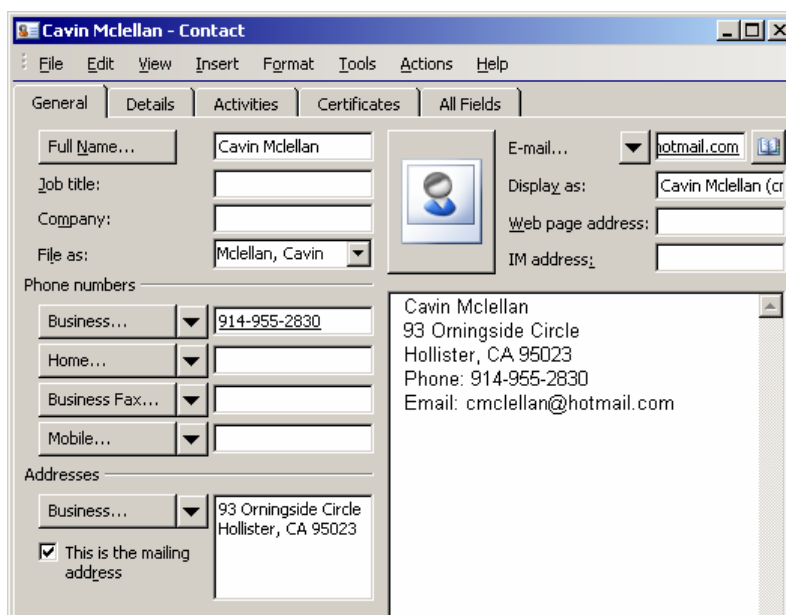 Cavin Mclellan - Contact
File Edit View Insert Format Tools Actions Help
General Details Activities Certificates All Fields
Full Name... Cavin Mclellan
Job title:
Company:
File as: Mclellan, Cavin
E-mail... hotmail.com
Display as: Cavin Mclellan (cr
Web page address:
IM address:
Phone numbers
Business... 914-955-2830
Home...
Business Fax...
Mobile...
Addresses
Business... 93 Orningside Circle
Hollister, CA 95023
This is the mailing
address
Cavin Mclellan
93 Orningside Circle
Hollister, CA 95023
Phone: 914-955-2830
Email: cmclellan@hotmail.com